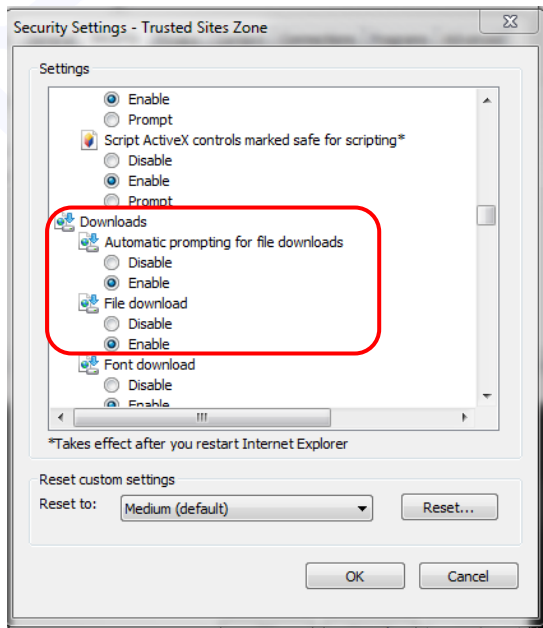 Security Settings - Trusted Sites Zone
Settings
Enable
Prompt
Script ActiveX controls marked safe for scripting*
Disable
Enable
Prompt
Downloads
Automatic prompting for file downloads
Disable
Enable
File download
Disable
Enable
Font download
Disable
Enable
*Takes effect after you restart Internet Explorer
Reset custom settings
Reset to: Medium (default) Reset...
OK Cancel